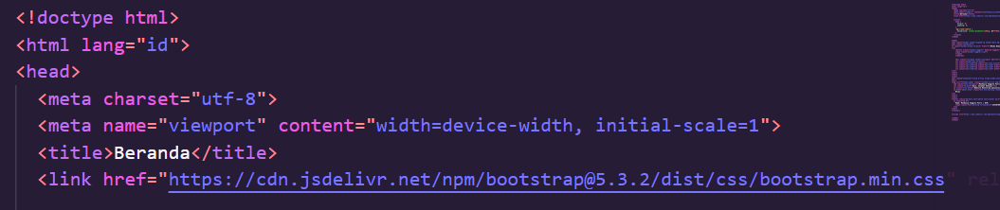 <!doctype html>
<html lang="id">
<head>
<meta charset="utf-8">
<meta name="viewport" content="width=device-width, initial-scale=1">
<title>Beranda</title>
<link href="https://cdn.jsdelivr.net/npm/bootstrap@5.3.2/dist/css/bootstrap.min.css" rel